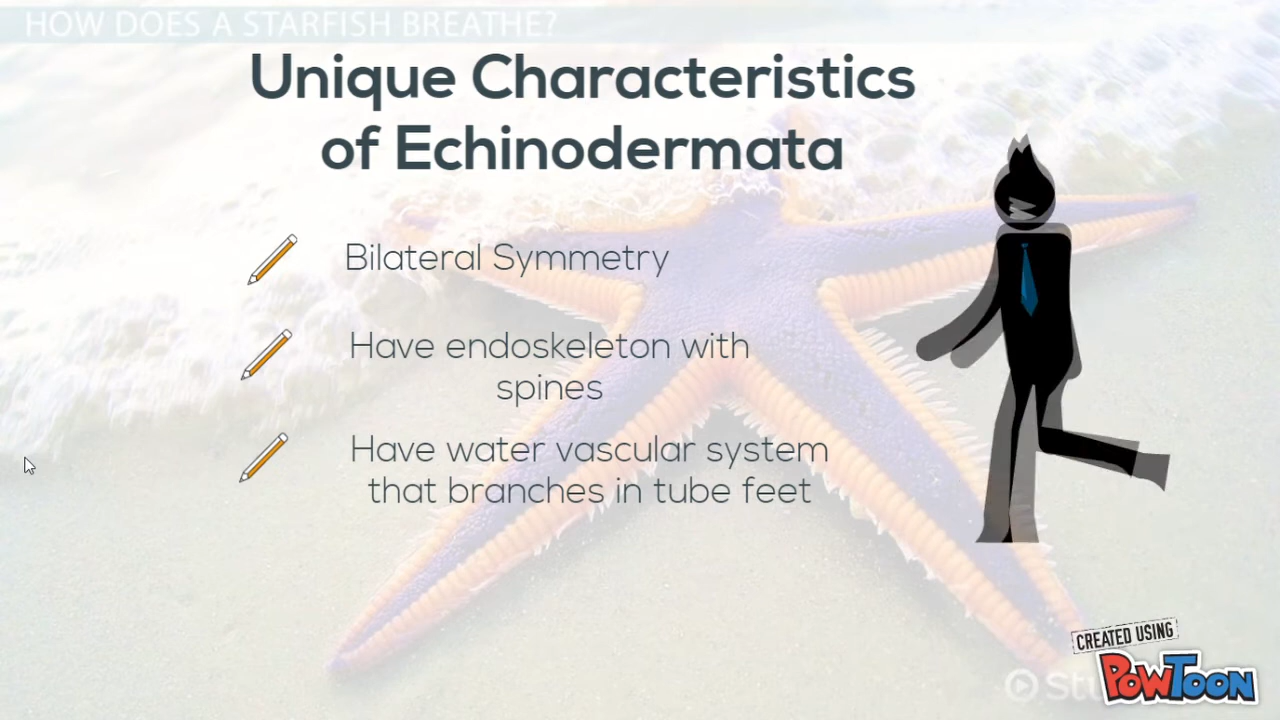 HOW DOES A STARFISH BREATHE?
Unique Characteristics
of Echinodermata
Bilateral Symmetry
Have endoskeleton with
spines
Have water vascular system
that branches in tube feet
CREATED USING
POWTOON